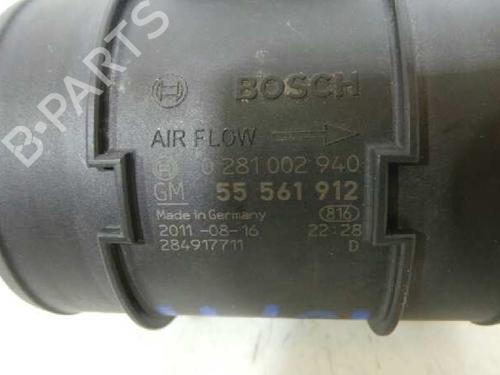 BOSCH
AIR FLOW
0 281 002 940
GM 55 561 912
Made in Germany 816
2011-08-16 22:28
284917711 D
B-PARTS